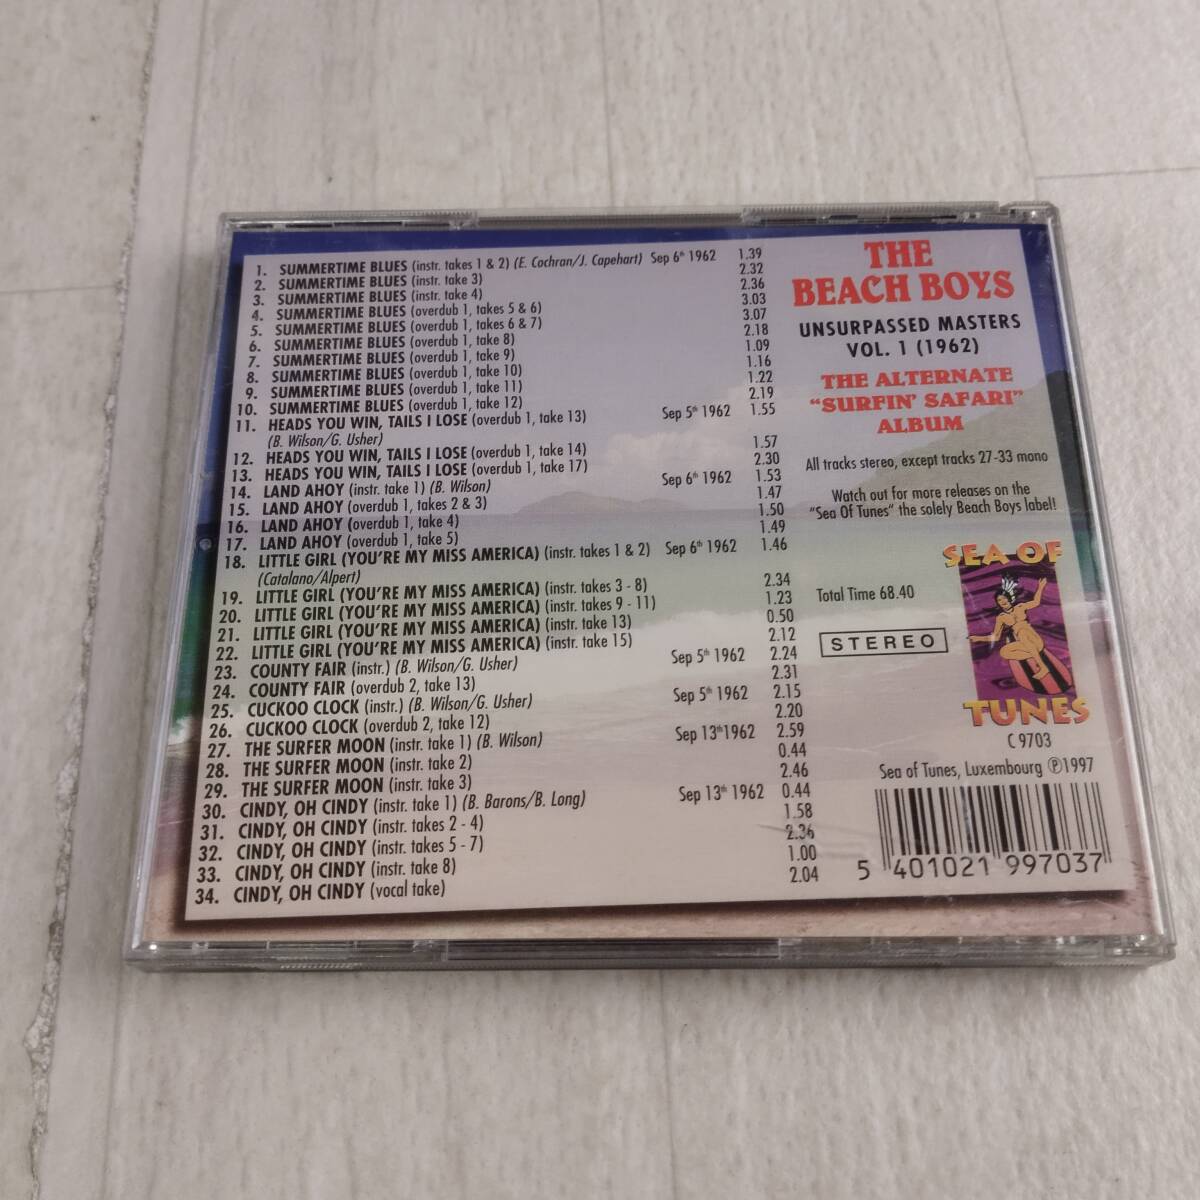 1. SUMMERTIME BLUES (instr. takes 1 & 2) (E. Cochran/J. Capehart) Sep 6th 1962 1.39
2. SUMMERTIME BLUES (instr. take 3) 2.32
3. SUMMERTIME BLUES (instr. take 4) 2.36
4. SUMMERTIME BLUES (overdub 1, takes 5 & 6) 3.03
5. SUMMERTIME BLUES (overdub 1, takes 6 & 7) 3.07
6. SUMMERTIME BLUES (overdub 1, take 8) 2.18
7. SUMMERTIME BLUES (overdub 1, take 9) 1.09
8. SUMMERTIME BLUES (overdub 1, take 10) 1.16
9. SUMMERTIME BLUES (overdub 1, take 11) 1.22
10. SUMMERTIME BLUES (overdub 1, take 12) 2.19
11. HEADS YOU WIN, TAILS I LOSE (overdub 1, take 13) Sep 5th 1962 1.55
(B. Wilson/G. Usher)
12. HEADS YOU WIN, TAILS I LOSE (overdub 1, take 14) 1.57
13. HEADS YOU WIN, TAILS I LOSE (overdub 1, take 17) 2.30
14. LAND AHOY (instr. take 1) (B. Wilson) Sep 6th 1962 1.53
15. LAND AHOY (overdub 1, takes 2 & 3) 1.47
16. LAND AHOY (overdub 1, take 4) 1.50
17. LAND AHOY (overdub 1, take 5) 1.49
18. LITTLE GIRL (YOU'RE MY MISS AMERICA) (instr. takes 1 & 2) Sep 6th 1962 1.46
(Catalano/Alpert)
19. LITTLE GIRL (YOU'RE MY MISS AMERICA) (instr. takes 3 - 8) 2.34
20. LITTLE GIRL (YOU'RE MY MISS AMERICA) (instr. takes 9 - 11) 1.23
21. LITTLE GIRL (YOU'RE MY MISS AMERICA) (instr. take 13) 0.50
22. LITTLE GIRL (YOU'RE MY MISS AMERICA) (instr. take 15) 2.12
23. COUNTY FAIR (instr.) (B. Wilson/G. Usher) Sep 5th 1962 2.24
24. COUNTY FAIR (overdub 2, take 13) 2.31
25. CUCKOO CLOCK (instr.) (B. Wilson/G. Usher) Sep 5th 1962 2.15
26. CUCKOO CLOCK (overdub 2, take 12) 2.20
27. THE SURFER MOON (instr. take 1) (B. Wilson) Sep 13th 1962 2.59
28. THE SURFER MOON (instr. take 2) 0.44
29. THE SURFER MOON (instr. take 3) 2.46
30. CINDY, OH CINDY (instr. take 1) (B. Barons/B. Long) Sep 13th 1962 0.44
31. CINDY, OH CINDY (instr. takes 2 - 4) 1.58
32. CINDY, OH CINDY (instr. takes 5 - 7) 2.36
33. CINDY, OH CINDY (instr. take 8) 1.00
34. CINDY, OH CINDY (vocal take) 2.04
THE
BEACH BOYS
UNSURPASSED MASTERS
VOL. 1 (1962)
THE ALTERNATE
"SURFIN' SAFARI"
ALBUM
All tracks stereo, except tracks 27-33 mono
Watch out for more releases on the
"Sea Of Tunes" the solely Beach Boys label!
SEA OF
Total Time 68.40
STEREO
TUNES
C 9703
Sea of Tunes, Luxembourg ℗1997
5 401021 997037